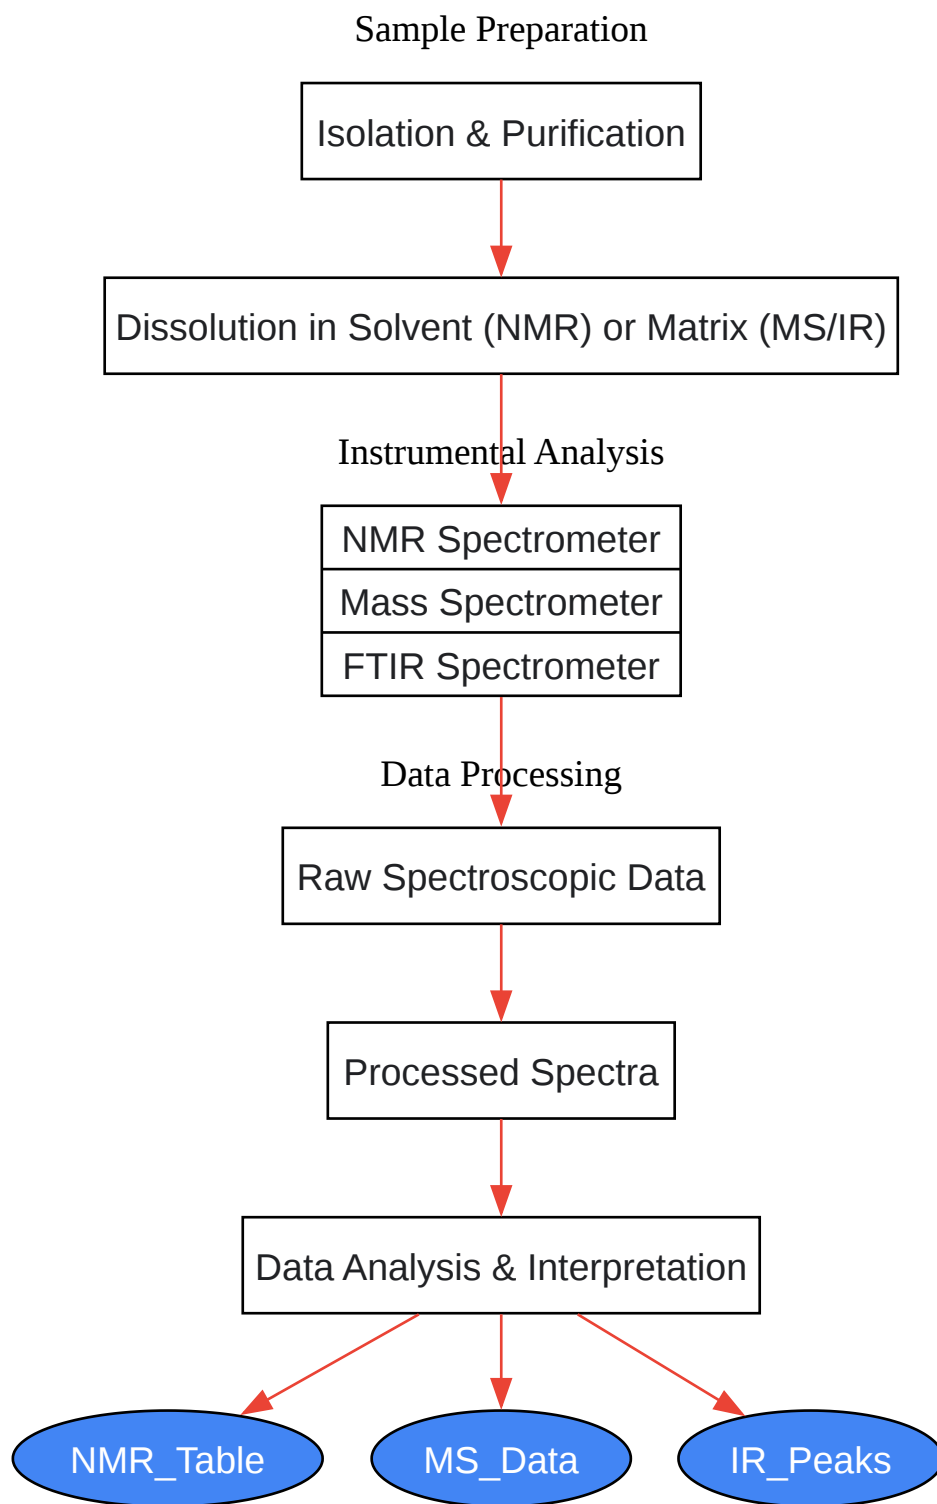 Sample Preparation
Isolation & Purification
Dissolution in Solvent (NMR) or Matrix (MS/IR)
Instrumental Analysis
NMR Spectrometer
Mass Spectrometer
FTIR Spectrometer
Data Processing
Raw Spectroscopic Data
Processed Spectra
Data Analysis & Interpretation
NMR_Table
MS_Data
IR_Peaks